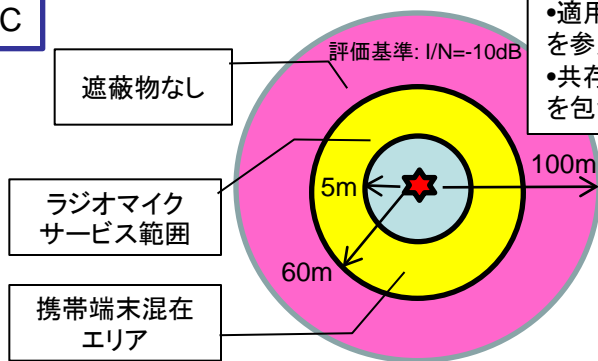 C
•適用
を参
•共存
を包
評価基準: I/N=-10dB
遮蔽物なし
100m
5m
ラジオマイク
サービス範囲
60m
携帯端末混在
エリア